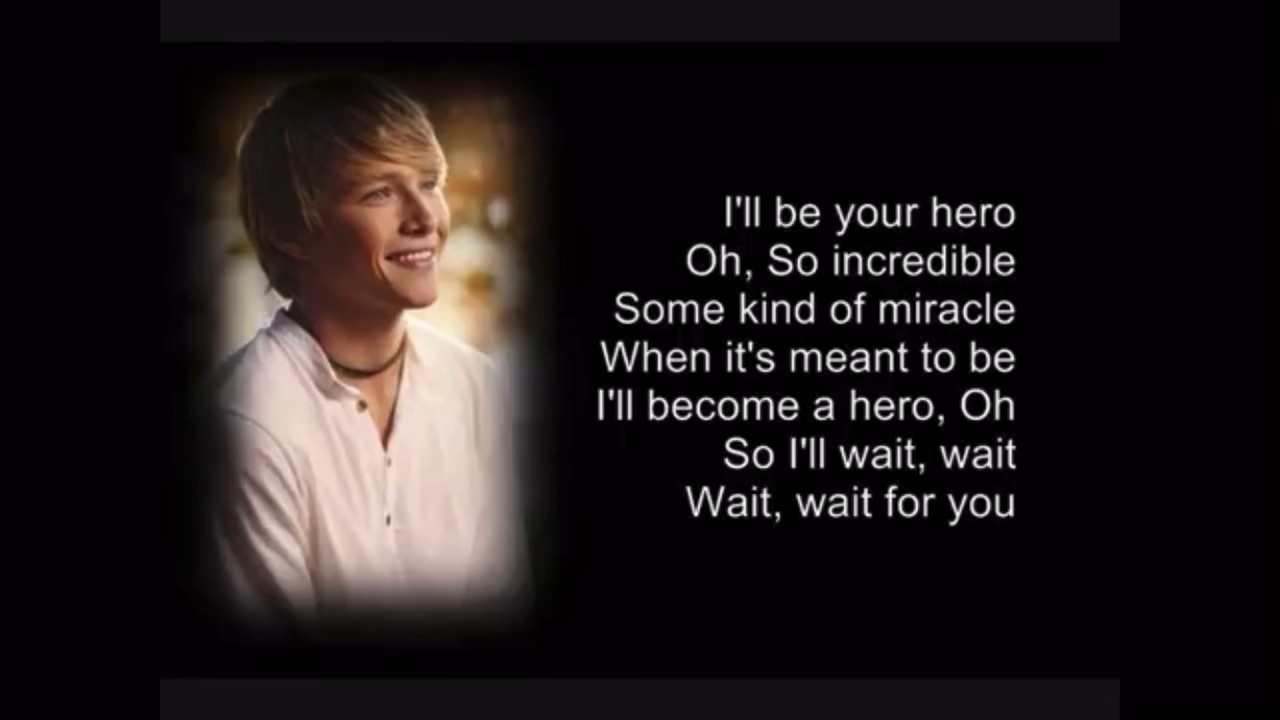 I'll be your hero
Oh, So incredible
Some kind of miracle
When it's meant to be
I'll become a hero, Oh
So I'll wait, wait
Wait, wait for you